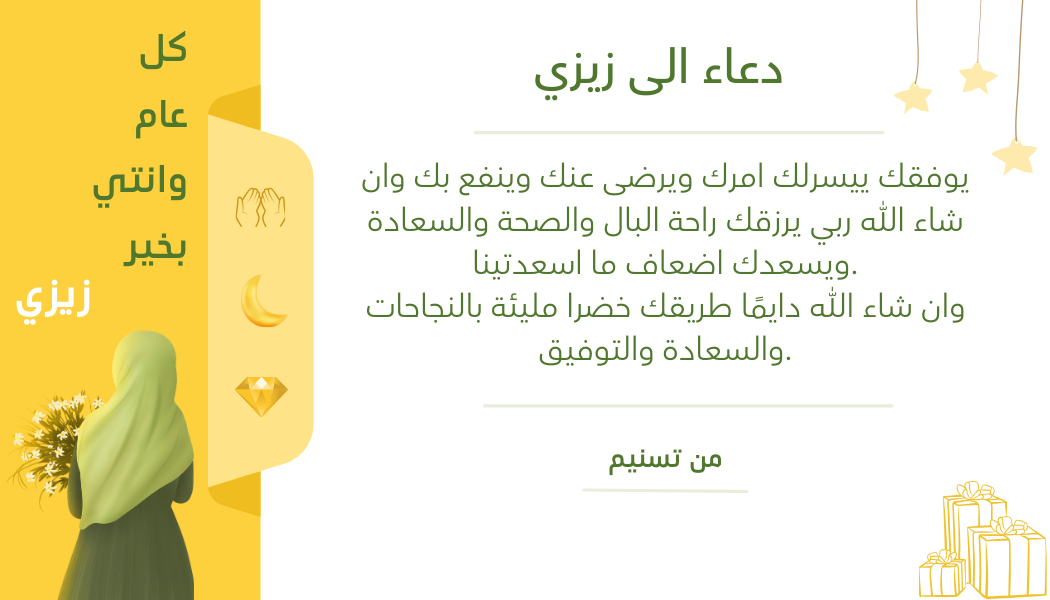 كل
عام
وانتي
بخير
زيزي
دعاء الى زيزي
يوفقك ييسرلك امرك ويرضى عنك وينفع بك وان
شاء الله ربي يرزقك راحة البال والصحة والسعادة
.ويسعدك اضعاف ما اسعدتينا
وان شاء الله دايمًا طريقك خضرا مليئة بالنجاحات
.والسعادة والتوفيق
من تسنيم